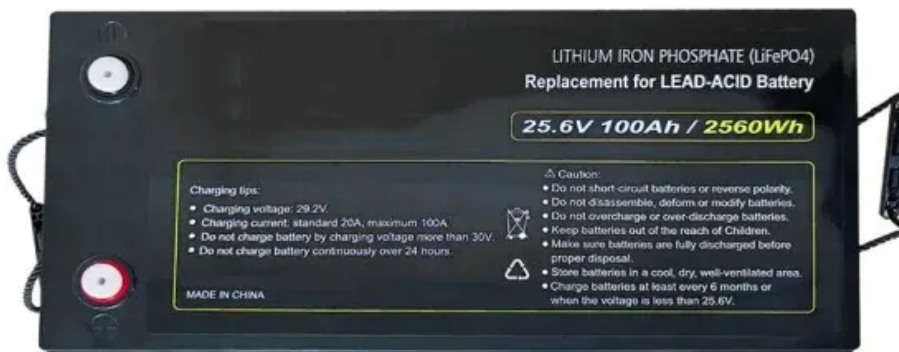 LITHIUM IRON PHOSPHATE (LiFePO4)
Replacement for LEAD-ACID Battery
25.6V 100Ah / 2560Wh
Charging tips:
• Charging voltage: 29.2V.
• Charging current: standard 20A, maximum 100A
• Do not charge battery by charging voltage more than 30V.
• Do not charge battery continuously over 24 hours.
MADE IN CHINA
⚠ Caution:
• Do not short-circuit batteries or reverse polarity.
• Do not disassemble, deform or modify batteries.
• Do not overcharge or over-discharge batteries.
• Keep batteries out of the reach of Children.
• Make sure batteries are fully discharged before
proper disposal.
• Store batteries in a cool, dry, well-ventilated area.
• Charge batteries at least every 6 months or
when the voltage is less than 25.6V.